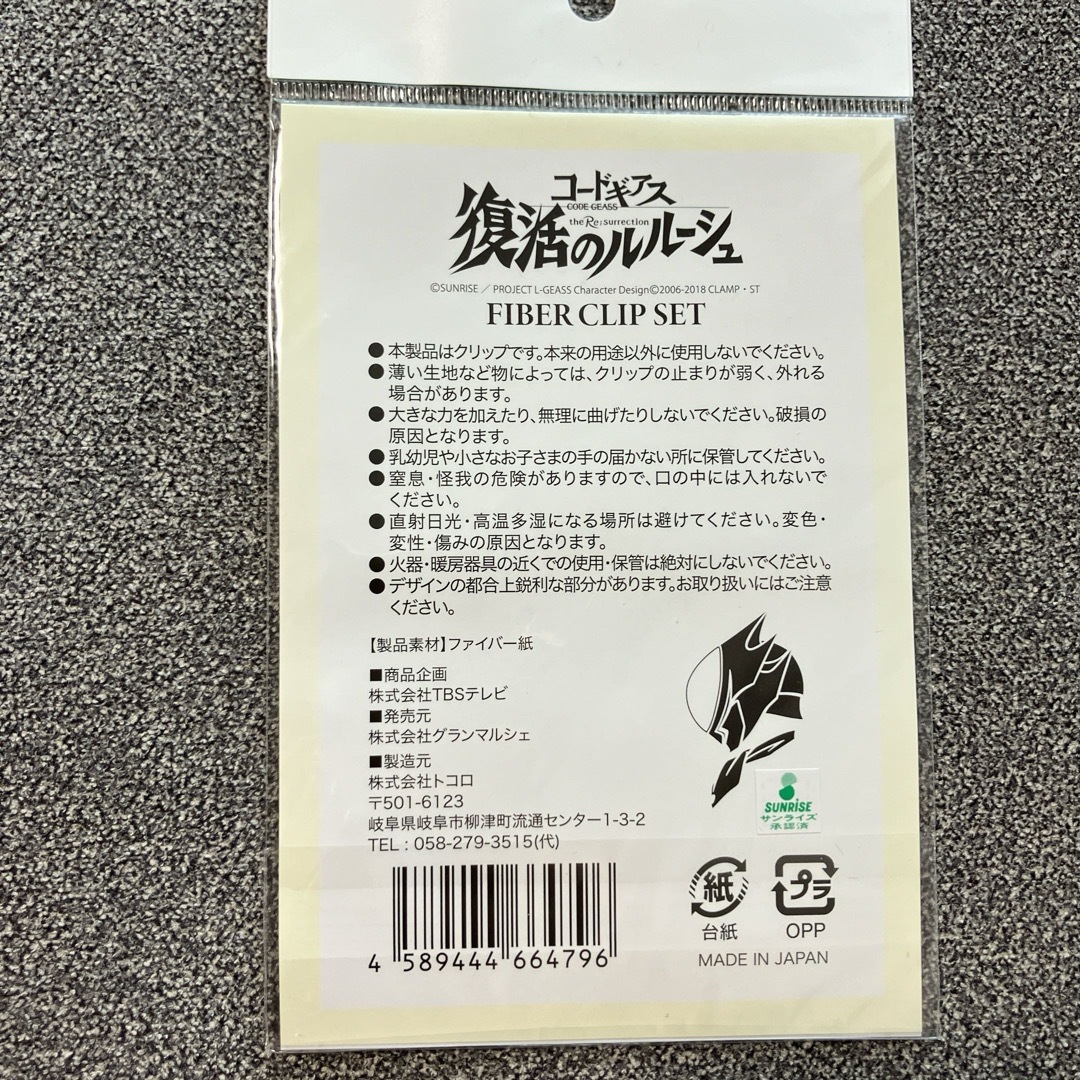 コードギアス
CODE GEASS
the Re;surrection
復活のルルーシュ
©SUNRISE／PROJECT L-GEASS Character Design©2006-2018 CLAMP・ST
FIBER CLIP SET
●本製品はクリップです。本来の用途以外に使用しないでください。
●薄い生地など物によっては、クリップの止まりが弱く、外れる
場合があります。
●大きな力を加えたり、無理に曲げたりしないでください。破損の
原因となります。
●乳幼児や小さなお子さまの手の届かない所に保管してください。
●窒息・怪我の危険がありますので、口の中には入れないで
ください。
●直射日光・高温多湿になる場所は避けてください。変色・
変性・傷みの原因となります。
●火器・暖房器具の近くでの使用・保管は絶対にしないでください。
●デザインの都合上鋭利な部分があります。お取り扱いにはご注意
ください。
【製品素材】ファイバー紙
■商品企画
株式会社TBSテレビ
■発売元
株式会社グランマルシェ
■製造元
株式会社トコロ
〒501-6123
岐阜県岐阜市柳津町流通センター1-3-2
TEL : 058-279-3515(代)
SUNRISE
サンライズ
承認済
4 589444 664796
紙
台紙
プラ
OPP
MADE IN JAPAN